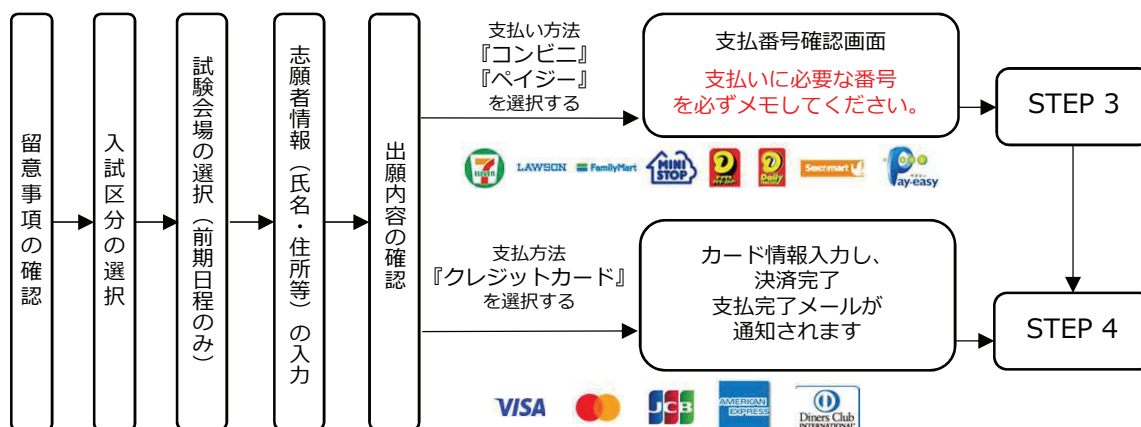 留意事項の確認
入試区分の選択
試験会場の選択（前期日程のみ）
志願者情報（氏名・住所等）の入力
出願内容の確認
支払い方法
『コンビニ』
『ペイジー』
を選択する
支払番号確認画面
支払いに必要な番号
を必ずメモしてください。
STEP 3
7
ELEVEN
LAWSON
FamilyMart
MINI
STOP
Daily
Seicomart
Pay-easy
支払方法
『クレジットカード』
を選択する
カード情報入力し、
決済完了
支払完了メールが
通知されます
STEP 4
VISA
JCB
AMERICAN
EXPRESS
Diners Club
INTERNATIONAL